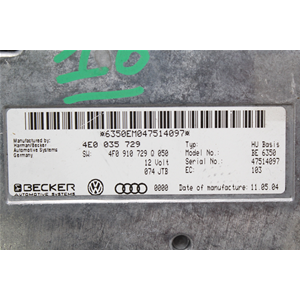 16
*6350EM047514097*
Manufactured by:
Harman/Becker
Automotive Systems
Germany
4E0 035 729
SW: 4F0 910 729 O 050
12 Volt
074 JTB
Typ: HU Basis
Model No.: BE 6350
Serial No.: 47514097
EC: 103
BECKER
AUTOMOTIVE SYSTEMS
0000
Date of manufacture: 11.05.04